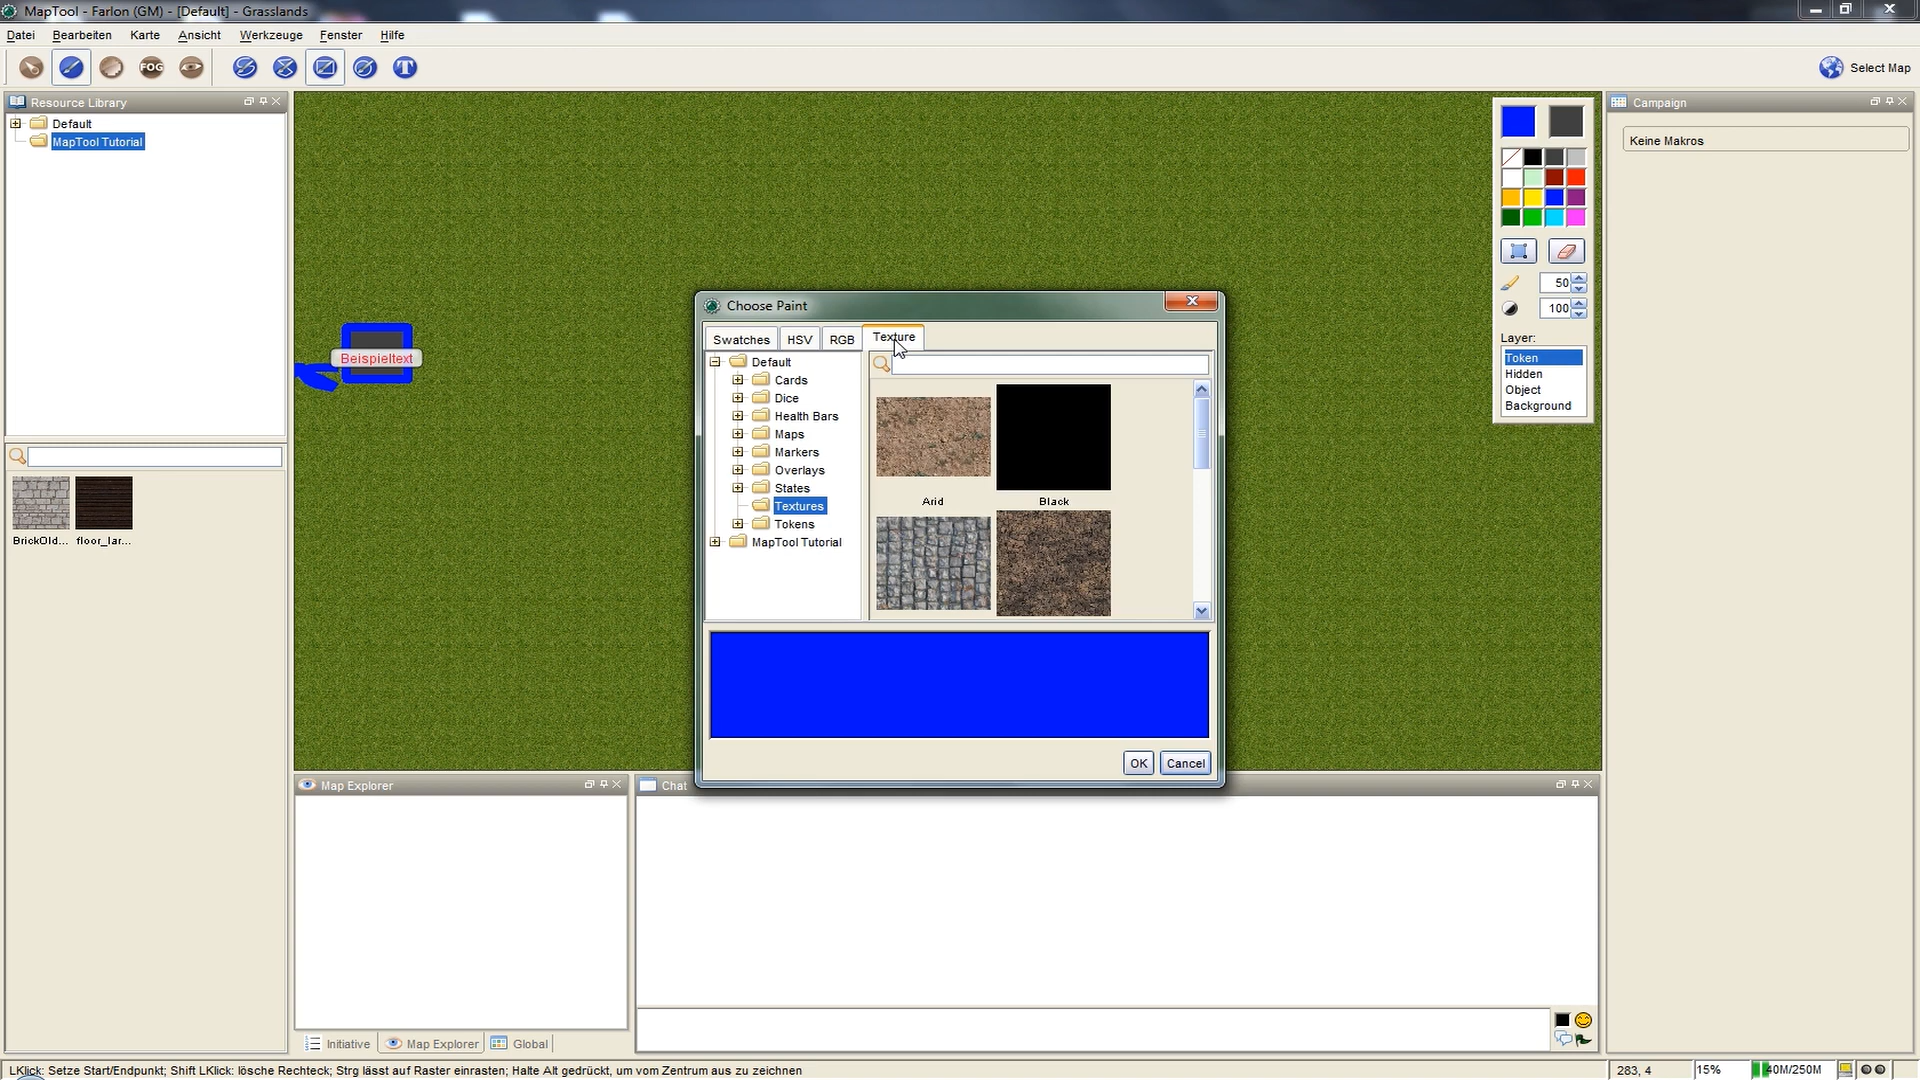 MapTool - Farlon (GM) - [Default] - Grasslands
Datei Bearbeiten Karte Ansicht Werkzeuge Fenster Hilfe
FOG
T
Select Map
Resource Library
Default
MapTool Tutorial
BrickOld... floor_lar...
Beispieltext
Choose Paint
Swatches HSV RGB Texture
Default
Cards
Dice
Health Bars
Maps
Markers
Overlays
States
Textures
Tokens
MapTool Tutorial
Arid Black
OK Cancel
50
100
Layer:
Token
Hidden
Object
Background
Campaign
Keine Makros
Map Explorer
Chat
Initiative Map Explorer Global
LKlick: Setze Start/Endpunkt; Shift LKlick: lösche Rechteck; Strg lässt auf Raster einrasten; Halte Alt gedrückt, um vom Zentrum aus zu zeichnen
283, 4 15% 40M/250M